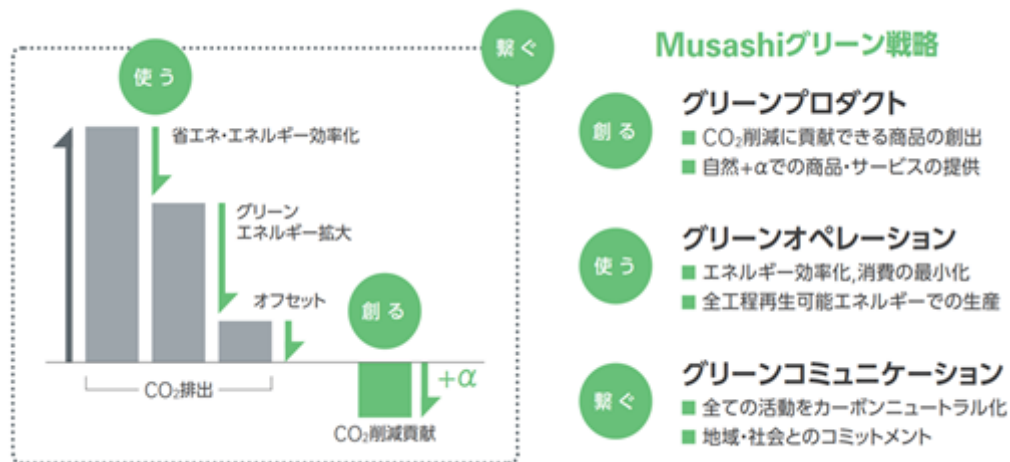 繋ぐ
使う
省エネ・エネルギー効率化
グリーン
エネルギー拡大
オフセット
創る
CO₂排出
+α
CO₂削減貢献
Musashiグリーン戦略
創る
グリーンプロダクト
■ CO₂削減に貢献できる商品の創出
■ 自然+αでの商品・サービスの提供
使う
グリーンオペレーション
■ エネルギー効率化,消費の最小化
■ 全工程再生可能エネルギーでの生産
繋ぐ
グリーンコミュニケーション
■ 全ての活動をカーボンニュートラル化
■ 地域・社会とのコミットメント